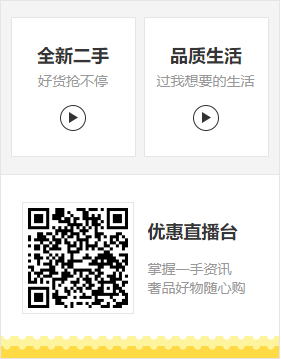 全新二手
好货抢不停
品质生活
过我想要的生活
优惠直播台
掌握一手资讯
奢品好物随心购